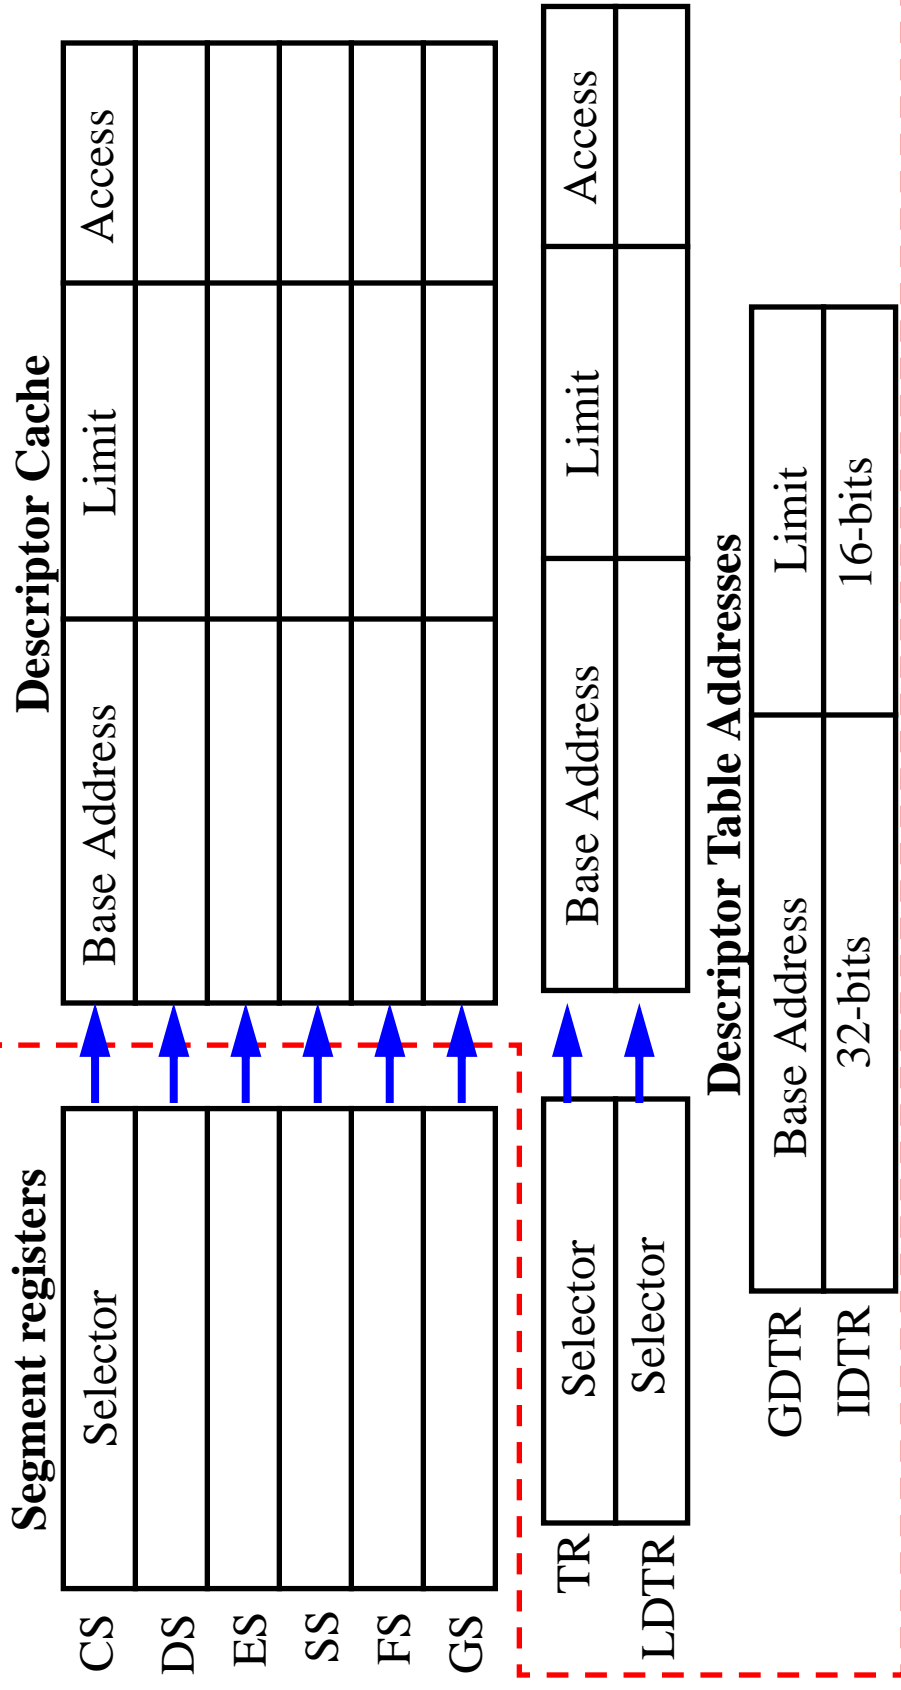 Segment registers
Descriptor Cache
CS Selector Base Address Limit Access
DS
ES
SS
FS
GS
TR Selector Base Address Limit Access
LDTR Selector
Descriptor Table Addresses
GDTR Base Address Limit
IDTR 32-bits 16-bits